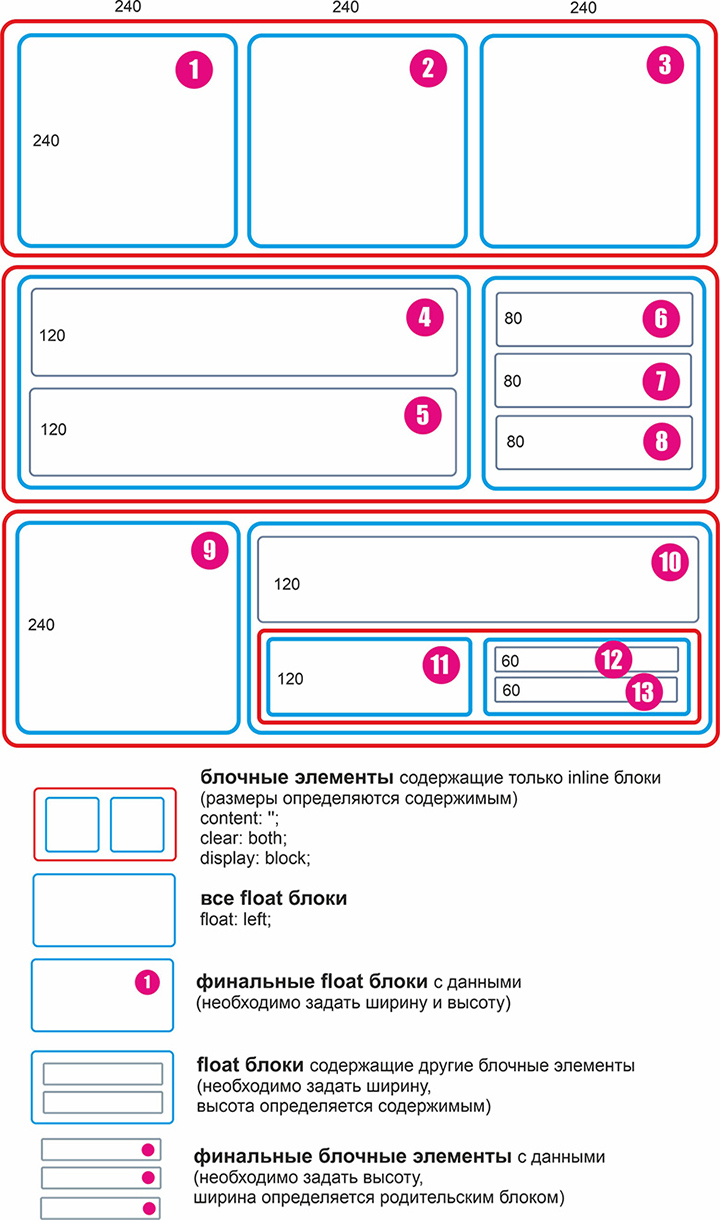 240 240 240
1 2 3
240
4 6
120 80
7
80
5 8
120 80
9 10
120
240
11 12
60
120 13
60
блочные элементы содержащие только inline блоки
(размеры определяются содержимым)
content: '';
clear: both;
display: block;
все float блоки
float: left;
1
финальные float блоки с данными
(необходимо задать ширину и высоту)
float блоки содержащие другие блочные элементы
(необходимо задать ширину,
высота определяется содержимым)
финальные блочные элементы с данными
(необходимо задать высоту,
ширина определяется родительским блоком)